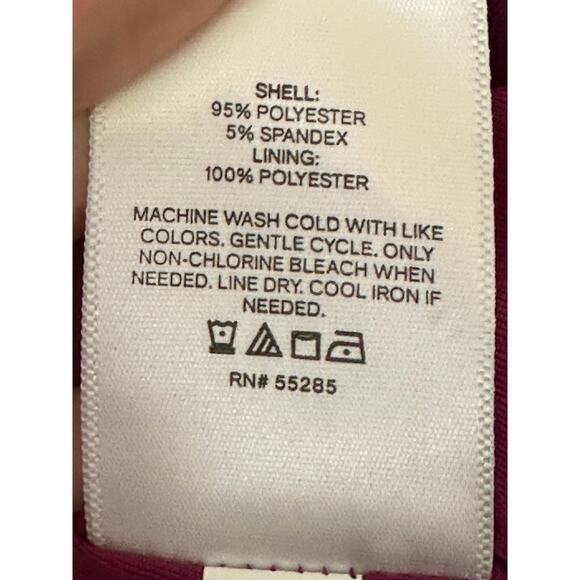 SHELL:
95% POLYESTER
5% SPANDEX
LINING:
100% POLYESTER
MACHINE WASH COLD WITH LIKE
COLORS. GENTLE CYCLE. ONLY
NON-CHLORINE BLEACH WHEN
NEEDED. LINE DRY. COOL IRON IF
NEEDED.
RN# 55285